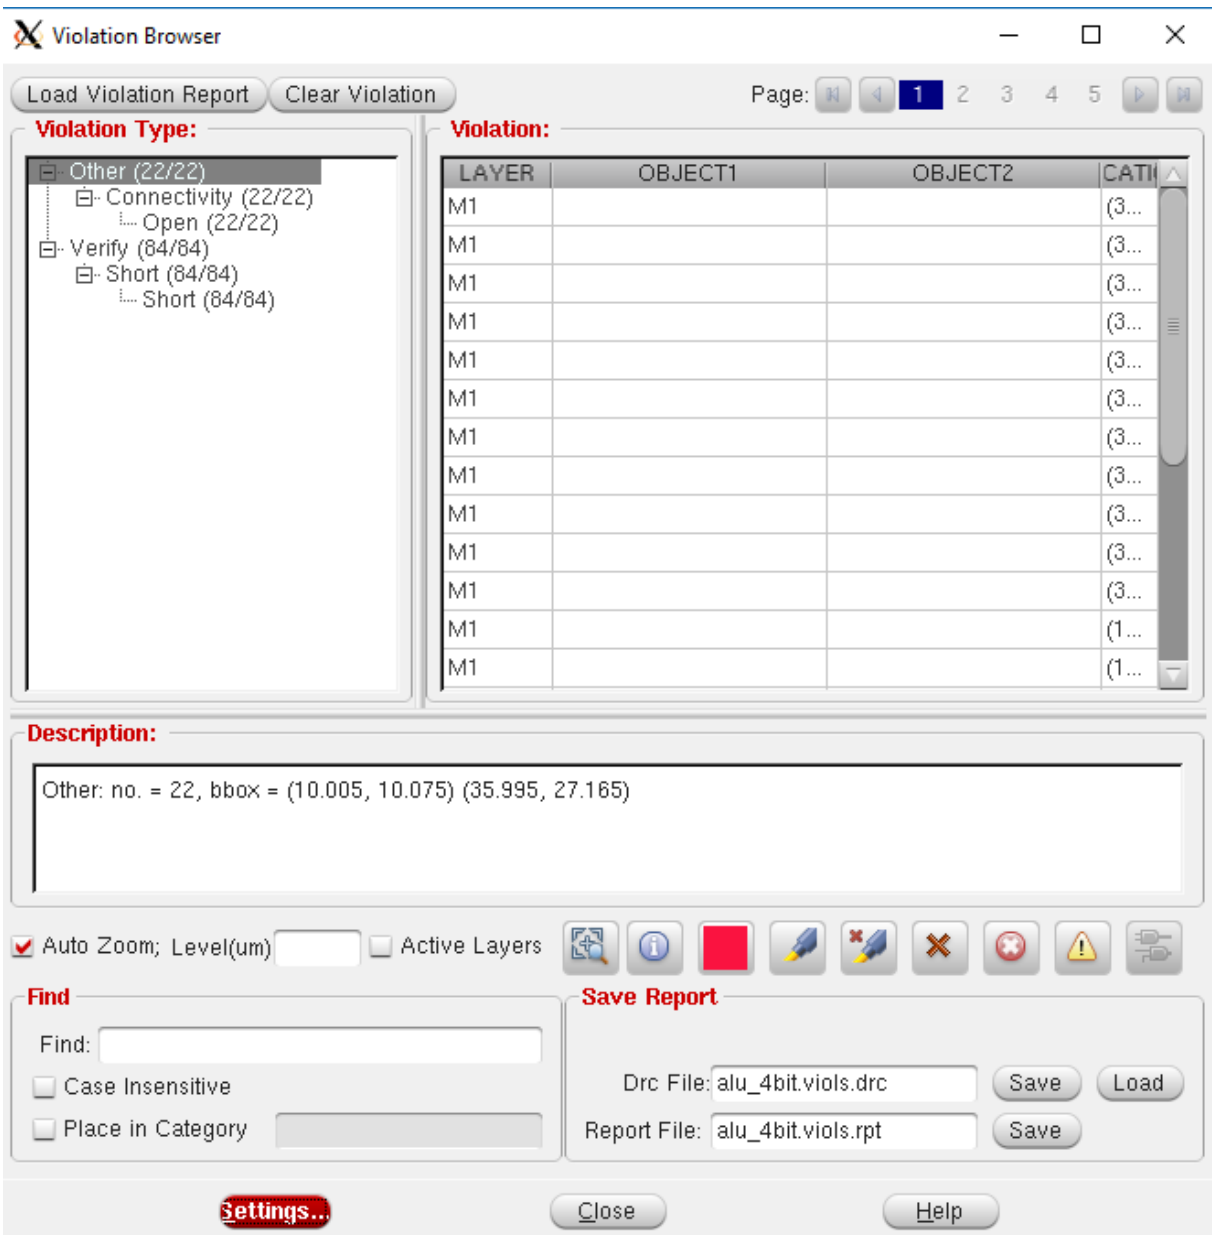 Violation Browser
Load Violation Report Clear Violation Page: 1 2 3 4 5
Violation Type:
Other (22/22)
Connectivity (22/22)
Open (22/22)
Verify (84/84)
Short (84/84)
Short (84/84)
Violation:
LAYER OBJECT1 OBJECT2 CATI
M1 (3...
M1 (3...
M1 (3...
M1 (3...
M1 (3...
M1 (3...
M1 (3...
M1 (3...
M1 (3...
M1 (3...
M1 (3...
M1 (1...
M1 (1...
Description:
Other: no. = 22, bbox = (10.005, 10.075) (35.995, 27.165)
Auto Zoom; Level(um) Active Layers
Find
Find:
Case Insensitive
Place in Category
Save Report
Drc File: alu_4bit.viols.drc Save Load
Report File: alu_4bit.viols.rpt Save
Settings... Close Help